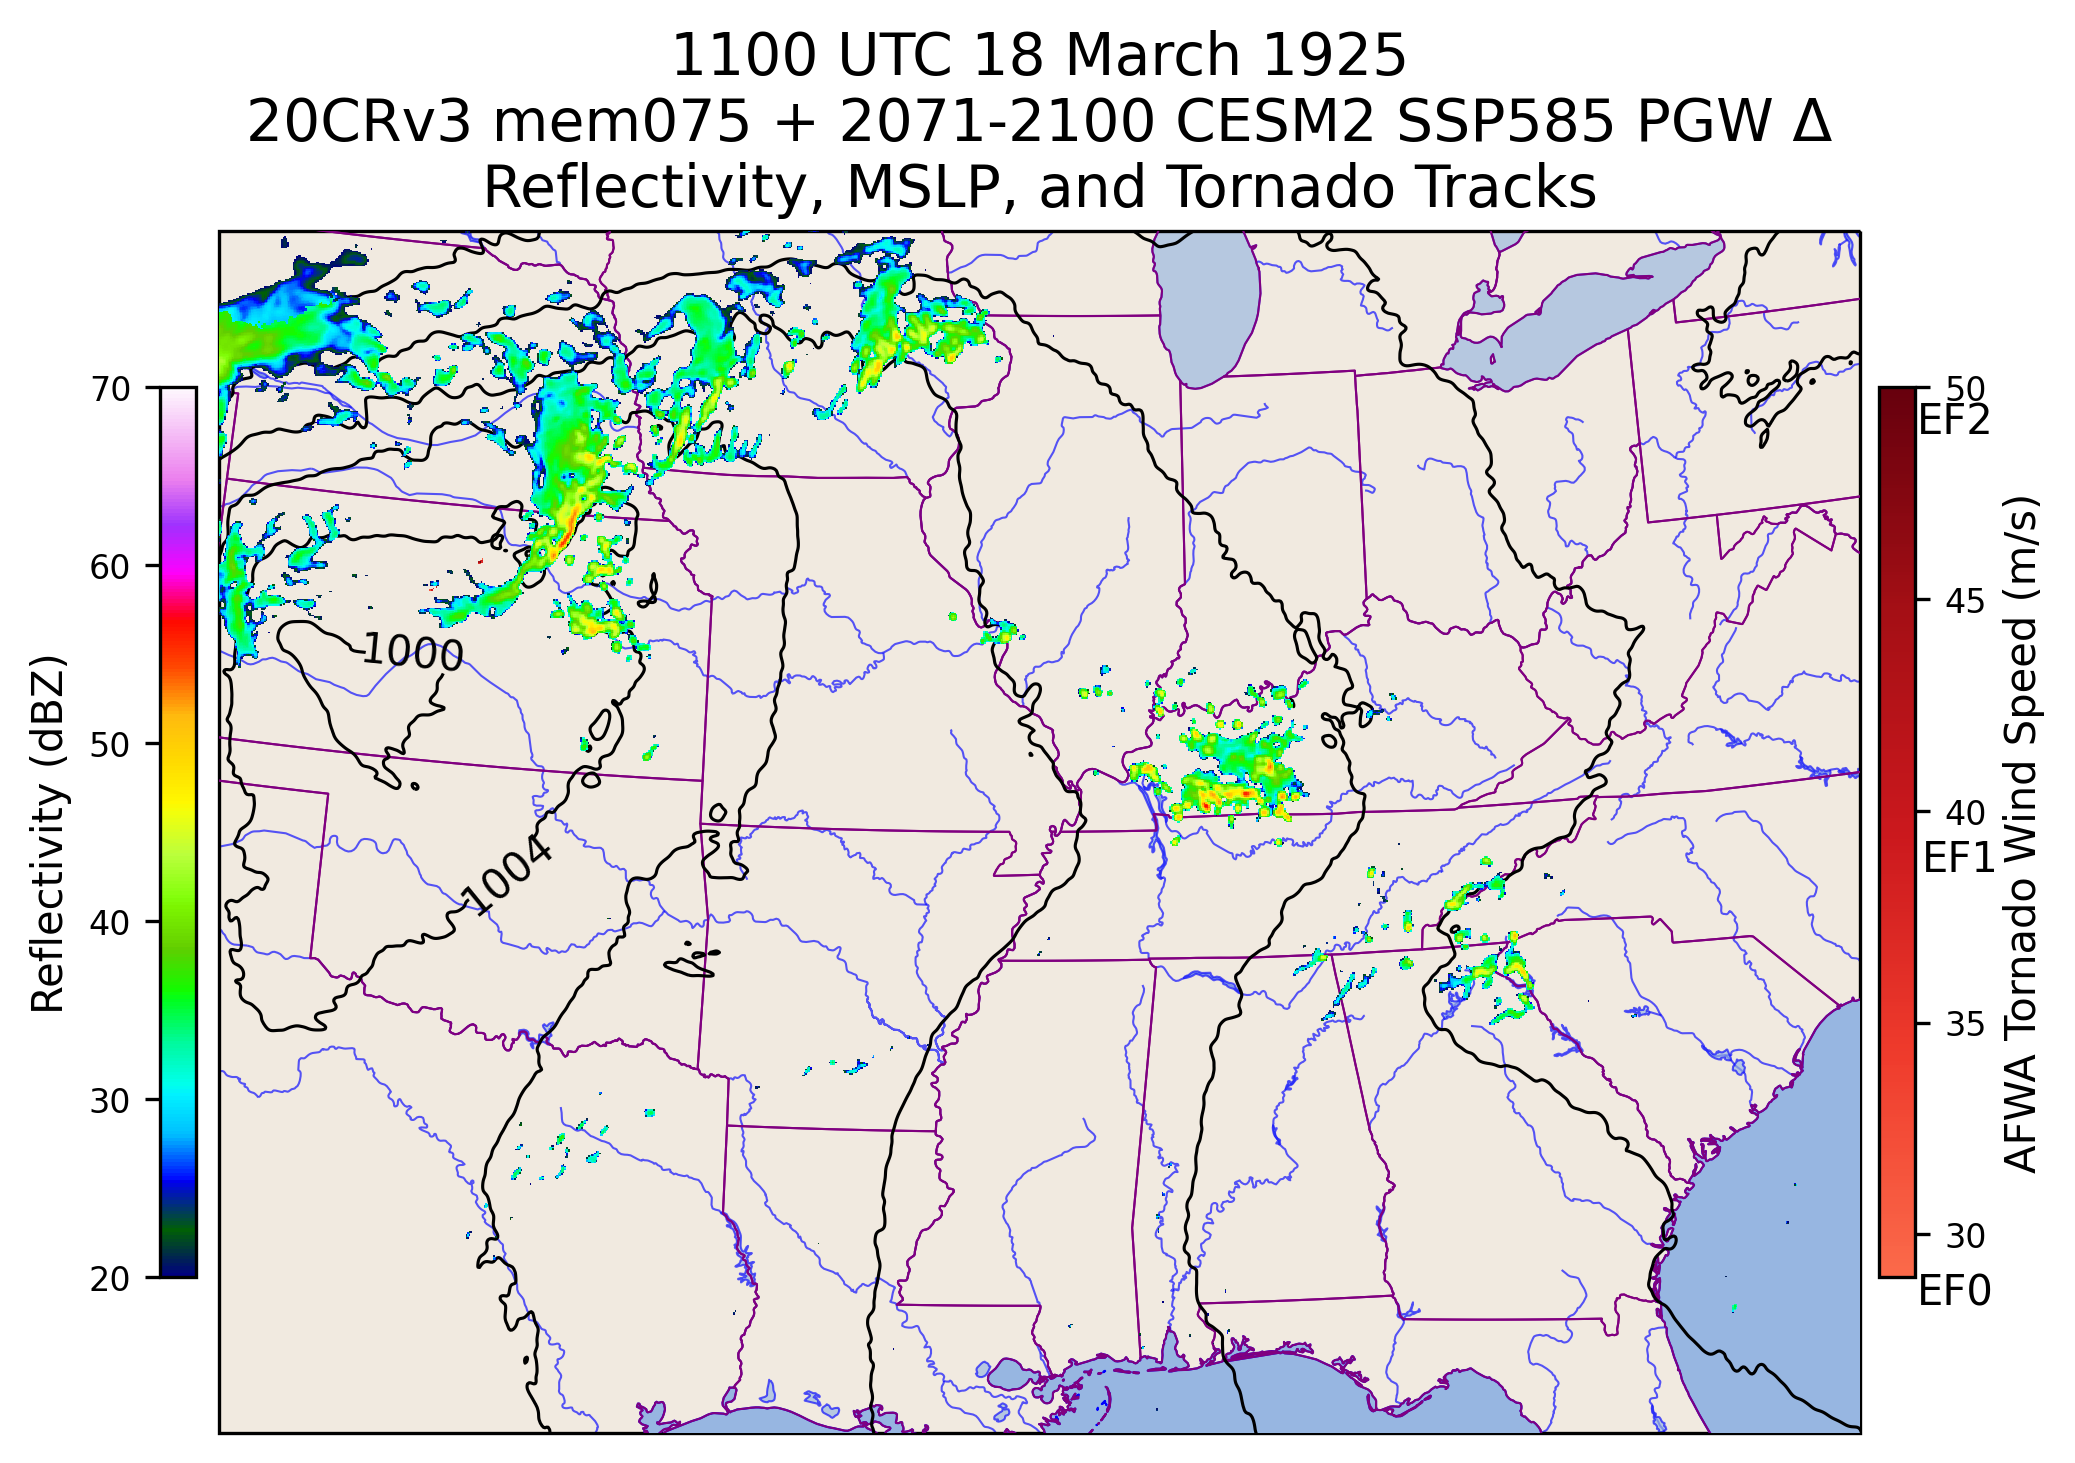 1100 UTC 18 March 1925
20CRv3 mem075 + 2071-2100 CESM2 SSP585 PGW Δ
Reflectivity, MSLP, and Tornado Tracks
Reflectivity (dBZ)
70
60
50
40
30
20
1000
1004
50
EF2
45
40
EF1
35
30
EF0
AFWA Tornado Wind Speed (m/s)